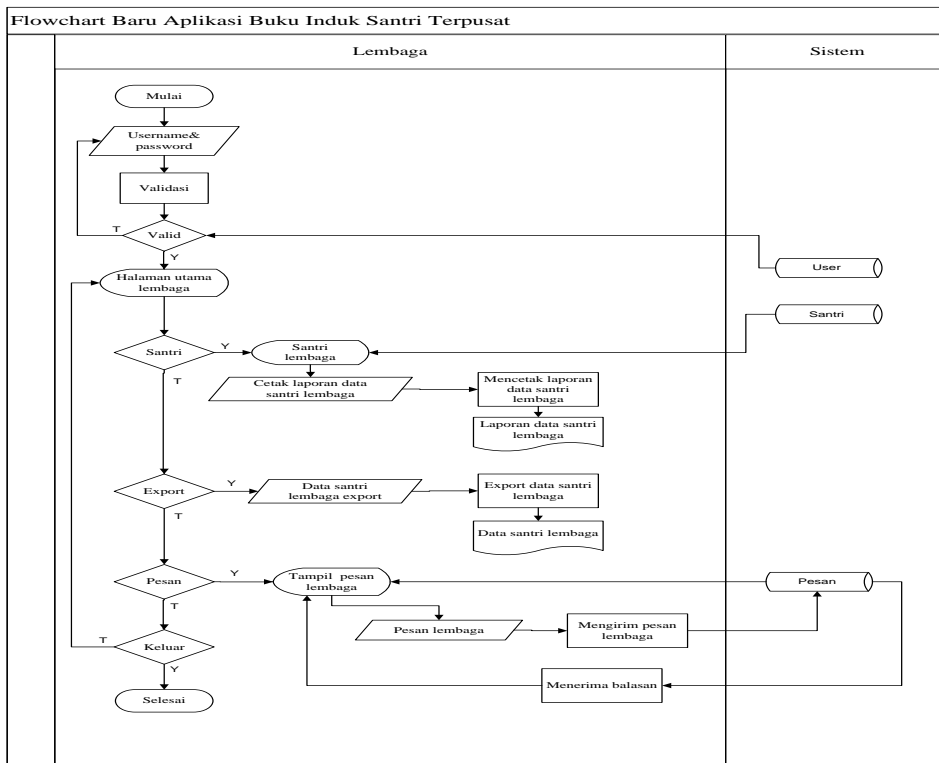 Flowchart Baru Aplikasi Buku Induk Santri Terpusat
Lembaga
Sistem
Mulai
Username&
password
Validasi
T
Valid
Y
User
Halaman utama
lembaga
Santri
Santri
Y
Santri
lembaga
T
Cetak laporan data
santri lembaga
Mencetak laporan
data santri
lembaga
Laporan data santri
lembaga
Export
Y
Data santri
lembaga export
Export data santri
lembaga
T
Data santri lembaga
Pesan
Y
Tampil pesan
lembaga
Pesan
T
Pesan lembaga
Mengirim pesan
lembaga
T
Keluar
Y
Menerima balasan
Selesai